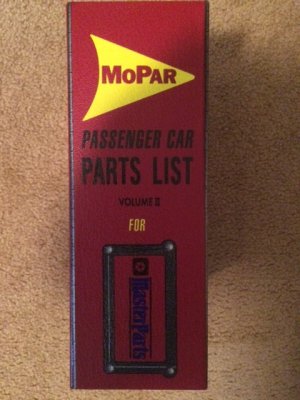 MOPAR
PASSENGER CAR
PARTS LIST
VOLUME II
FOR
MasterParts